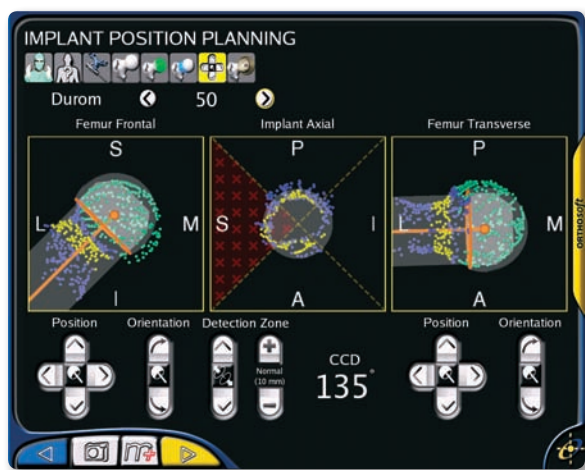 IMPLANT POSITION PLANNING
Durom 50
Femur Frontal Implant Axial Femur Transverse
S P P
L M S I L M
I A A
Position Orientation Detection Zone Position Orientation
Normal
(10 mm)
CCD
135°
ORTHOsoft